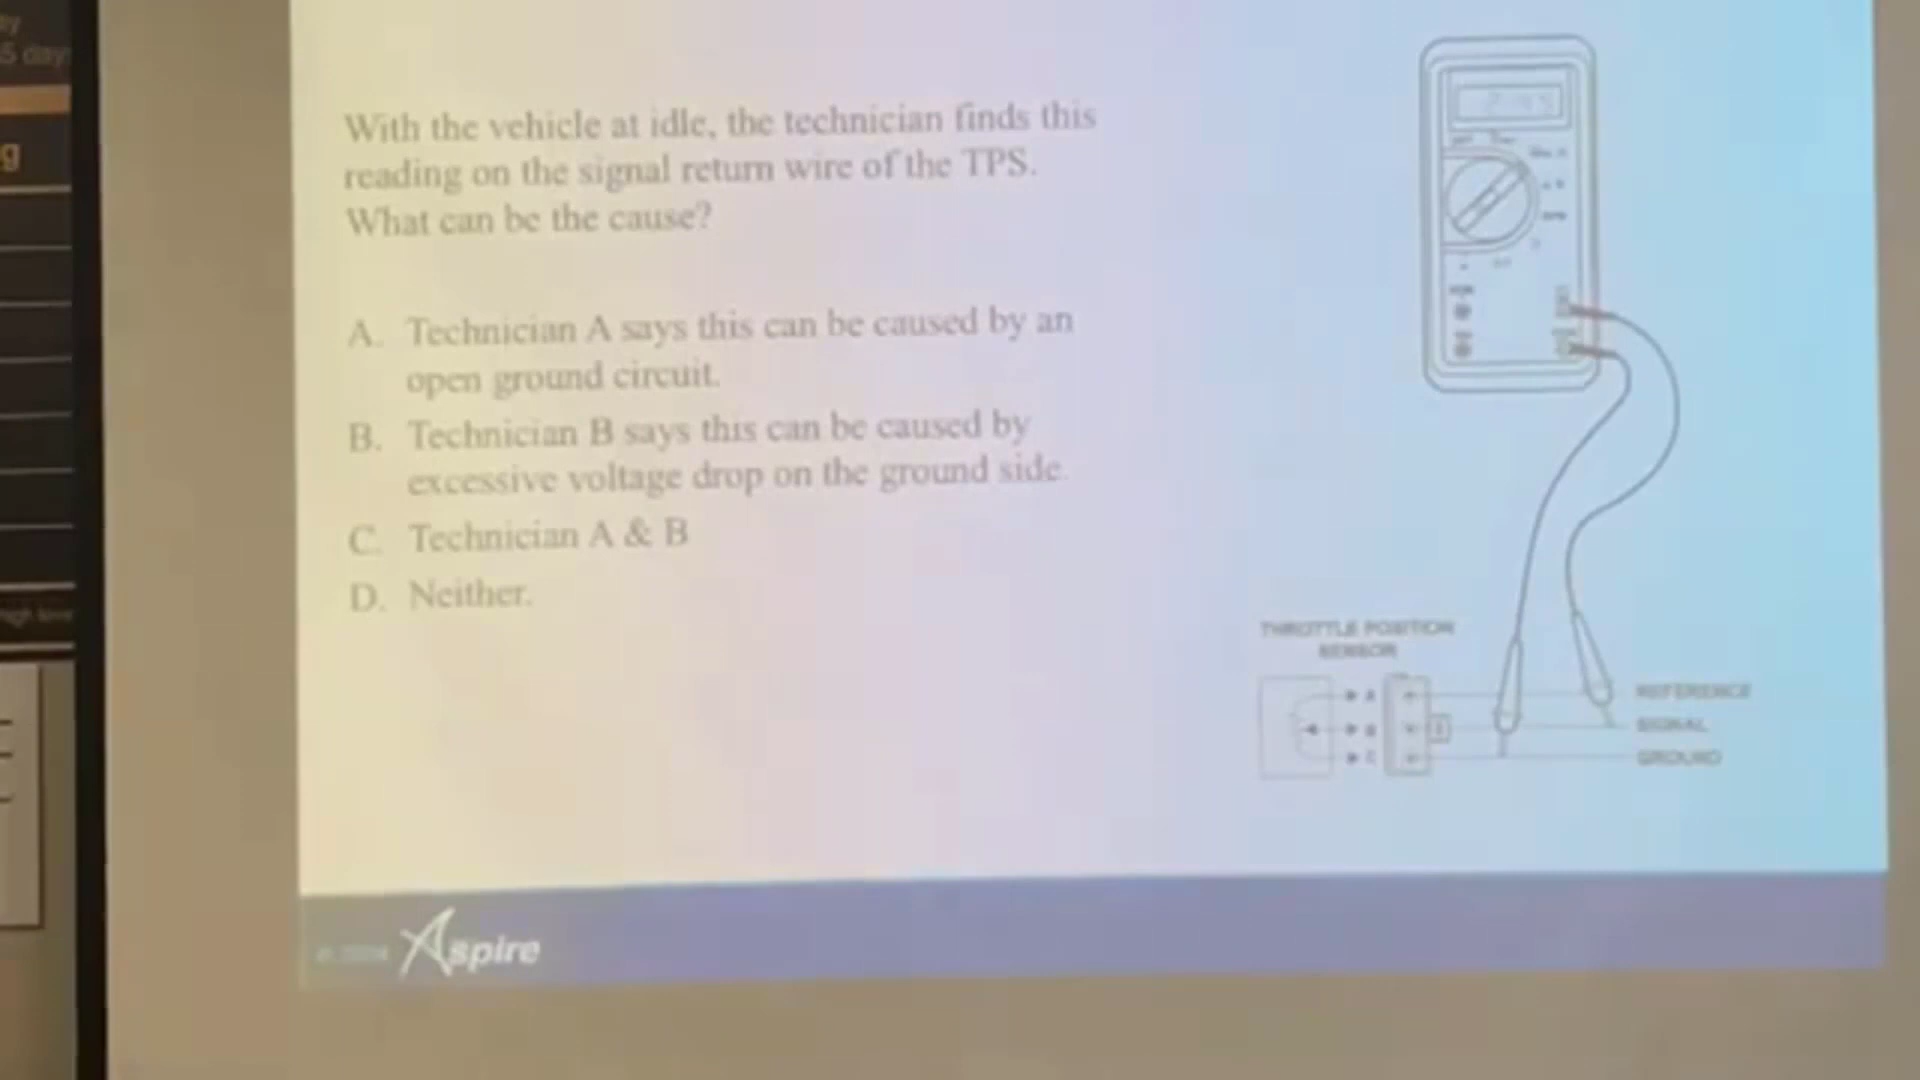 5 day
g
With the vehicle at idle, the technician finds this
reading on the signal return wire of the TPS.
What can be the cause?
A. Technician A says this can be caused by an
open ground circuit.
B. Technician B says this can be caused by
excessive voltage drop on the ground side.
C. Technician A & B
D. Neither.
THROTTLE POSITION
SENSOR
A
B
C
REFERENCE
SIGNAL
GROUND
Aspire